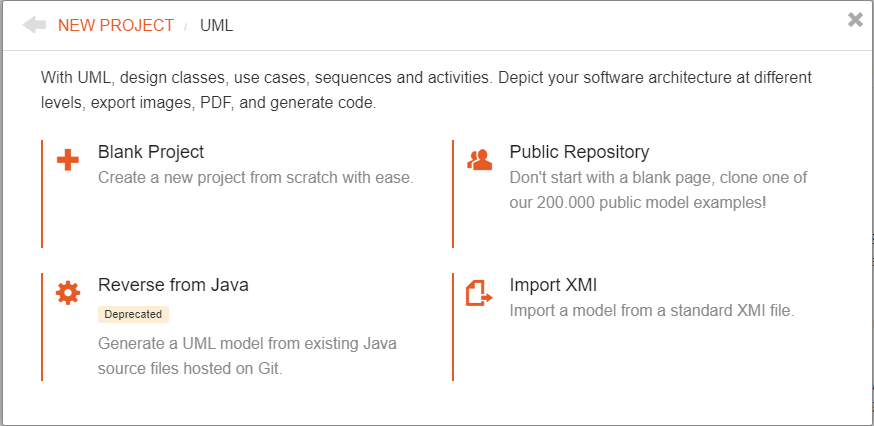 NEW PROJECT / UML
With UML, design classes, use cases, sequences and activities. Depict your software architecture at different
levels, export images, PDF, and generate code.
Blank Project
Create a new project from scratch with ease.
Public Repository
Don't start with a blank page, clone one of
our 200.000 public model examples!
Reverse from Java
Deprecated
Generate a UML model from existing Java
source files hosted on Git.
Import XMI
Import a model from a standard XMI file.